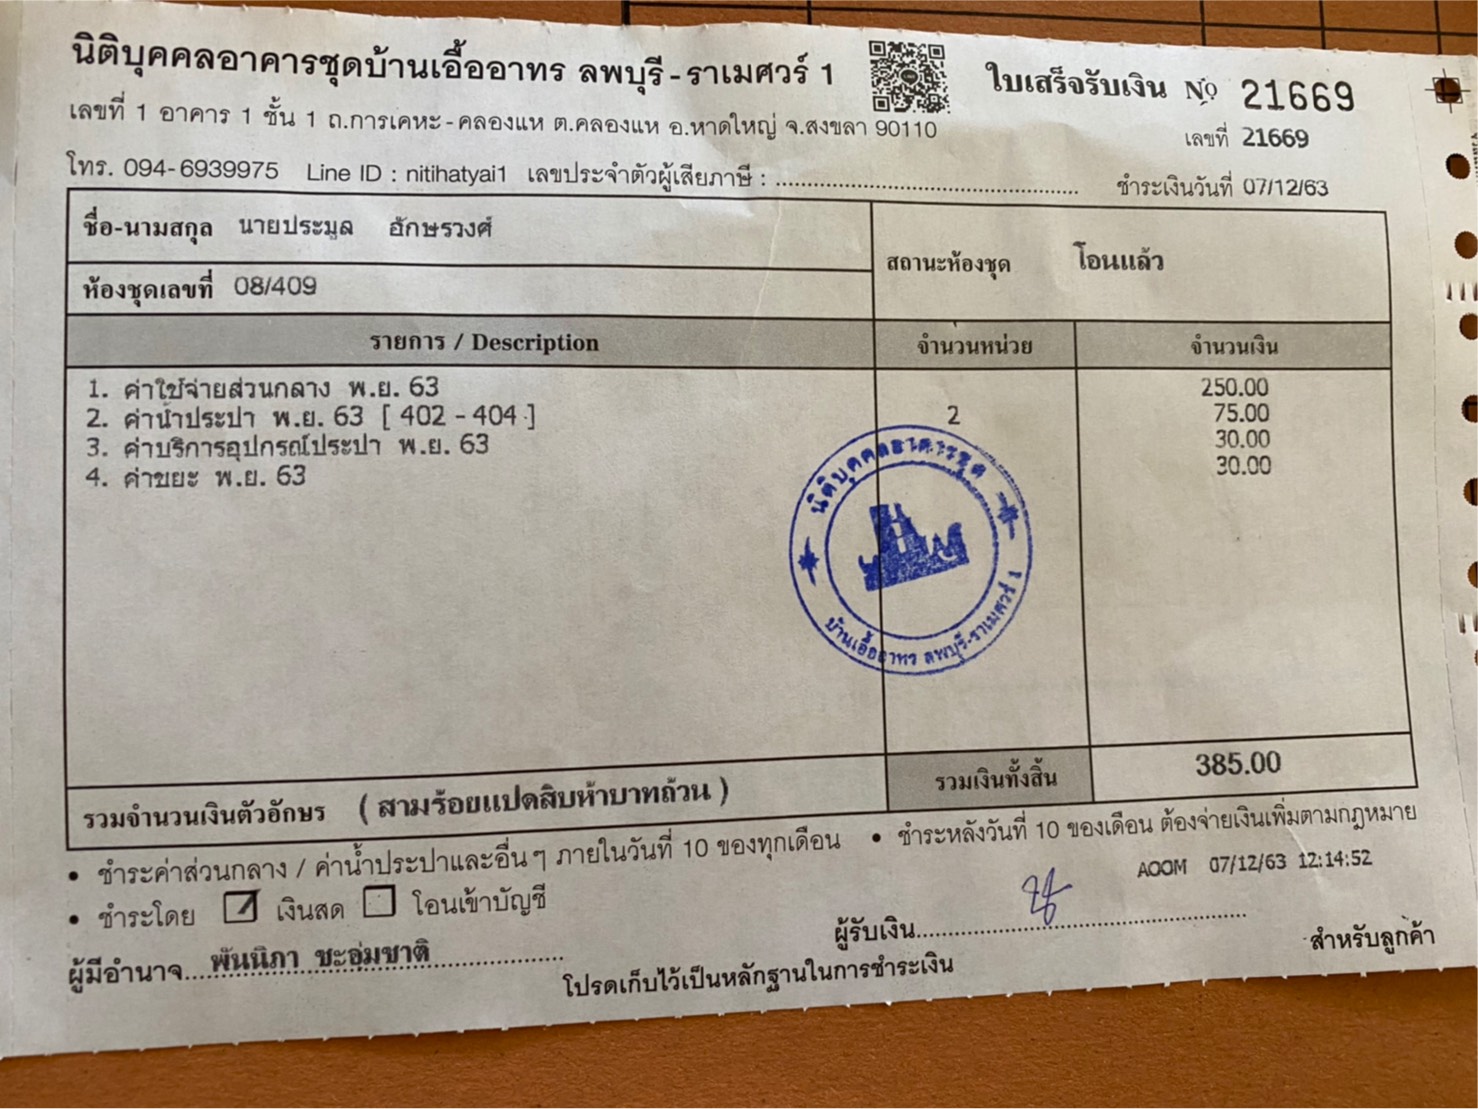 นิติบุคคลอาคารชุดบ้านเอื้ออาทร ลพบุรี-ราเมศวร์ 1
ใบเสร็จรับเงิน № 21669
เลขที่ 1 อาคาร 1 ชั้น 1 ถ.การเคหะ-คลองแห ต.คลองแห อ.หาดใหญ่ จ.สงขลา 90110
เลขที่ 21669
โทร. 094-6939975 Line ID : nitihatyai1 เลขประจำตัวผู้เสียภาษี :
ชำระเงินวันที่ 07/12/63
ชื่อ-นามสกุล นายประมูล อักษรวงศ์
สถานะห้องชุด โอนแล้ว
ห้องชุดเลขที่ 08/409
รายการ / Description จำนวนหน่วย จำนวนเงิน
1. ค่าใช้จ่ายส่วนกลาง พ.ย. 63 250.00
2. ค่าน้ำประปา พ.ย. 63 [ 402 - 404 ] 2 75.00
3. ค่าบริการอุปกรณ์ประปา พ.ย. 63 30.00
4. ค่าขยะ พ.ย. 63 30.00
นิติบุคคลอาคารชุด
บ้านเอื้ออาทร ลพบุรี-ราเมศวร์ 1
รวมจำนวนเงินตัวอักษร ( สามร้อยแปดสิบห้าบาทถ้วน ) รวมเงินทั้งสิ้น 385.00
• ชำระค่าส่วนกลาง / ค่าน้ำประปาและอื่นๆ ภายในวันที่ 10 ของทุกเดือน • ชำระหลังวันที่ 10 ของเดือน ต้องจ่ายเงินเพิ่มตามกฎหมาย
• ชำระโดย เงินสด โอนเข้าบัญชี
AOOM 07/12/63 12:14:52
ผู้มีอำนาจ พันนิภา ชะอุ่มชาติ
ผู้รับเงิน
สำหรับลูกค้า
โปรดเก็บไว้เป็นหลักฐานในการชำระเงิน